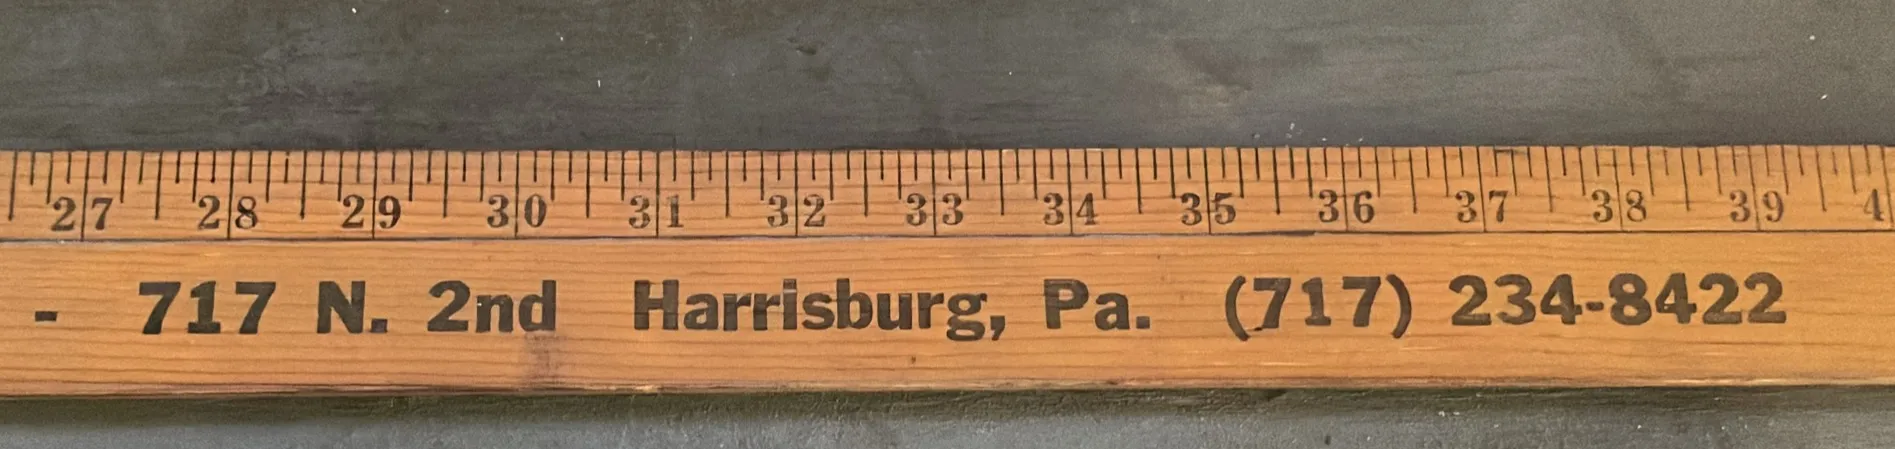 27 28 29 30 31 32 33 34 35 36 37 38 39 4
- 717 N. 2nd Harrisburg, Pa. (717) 234-8422